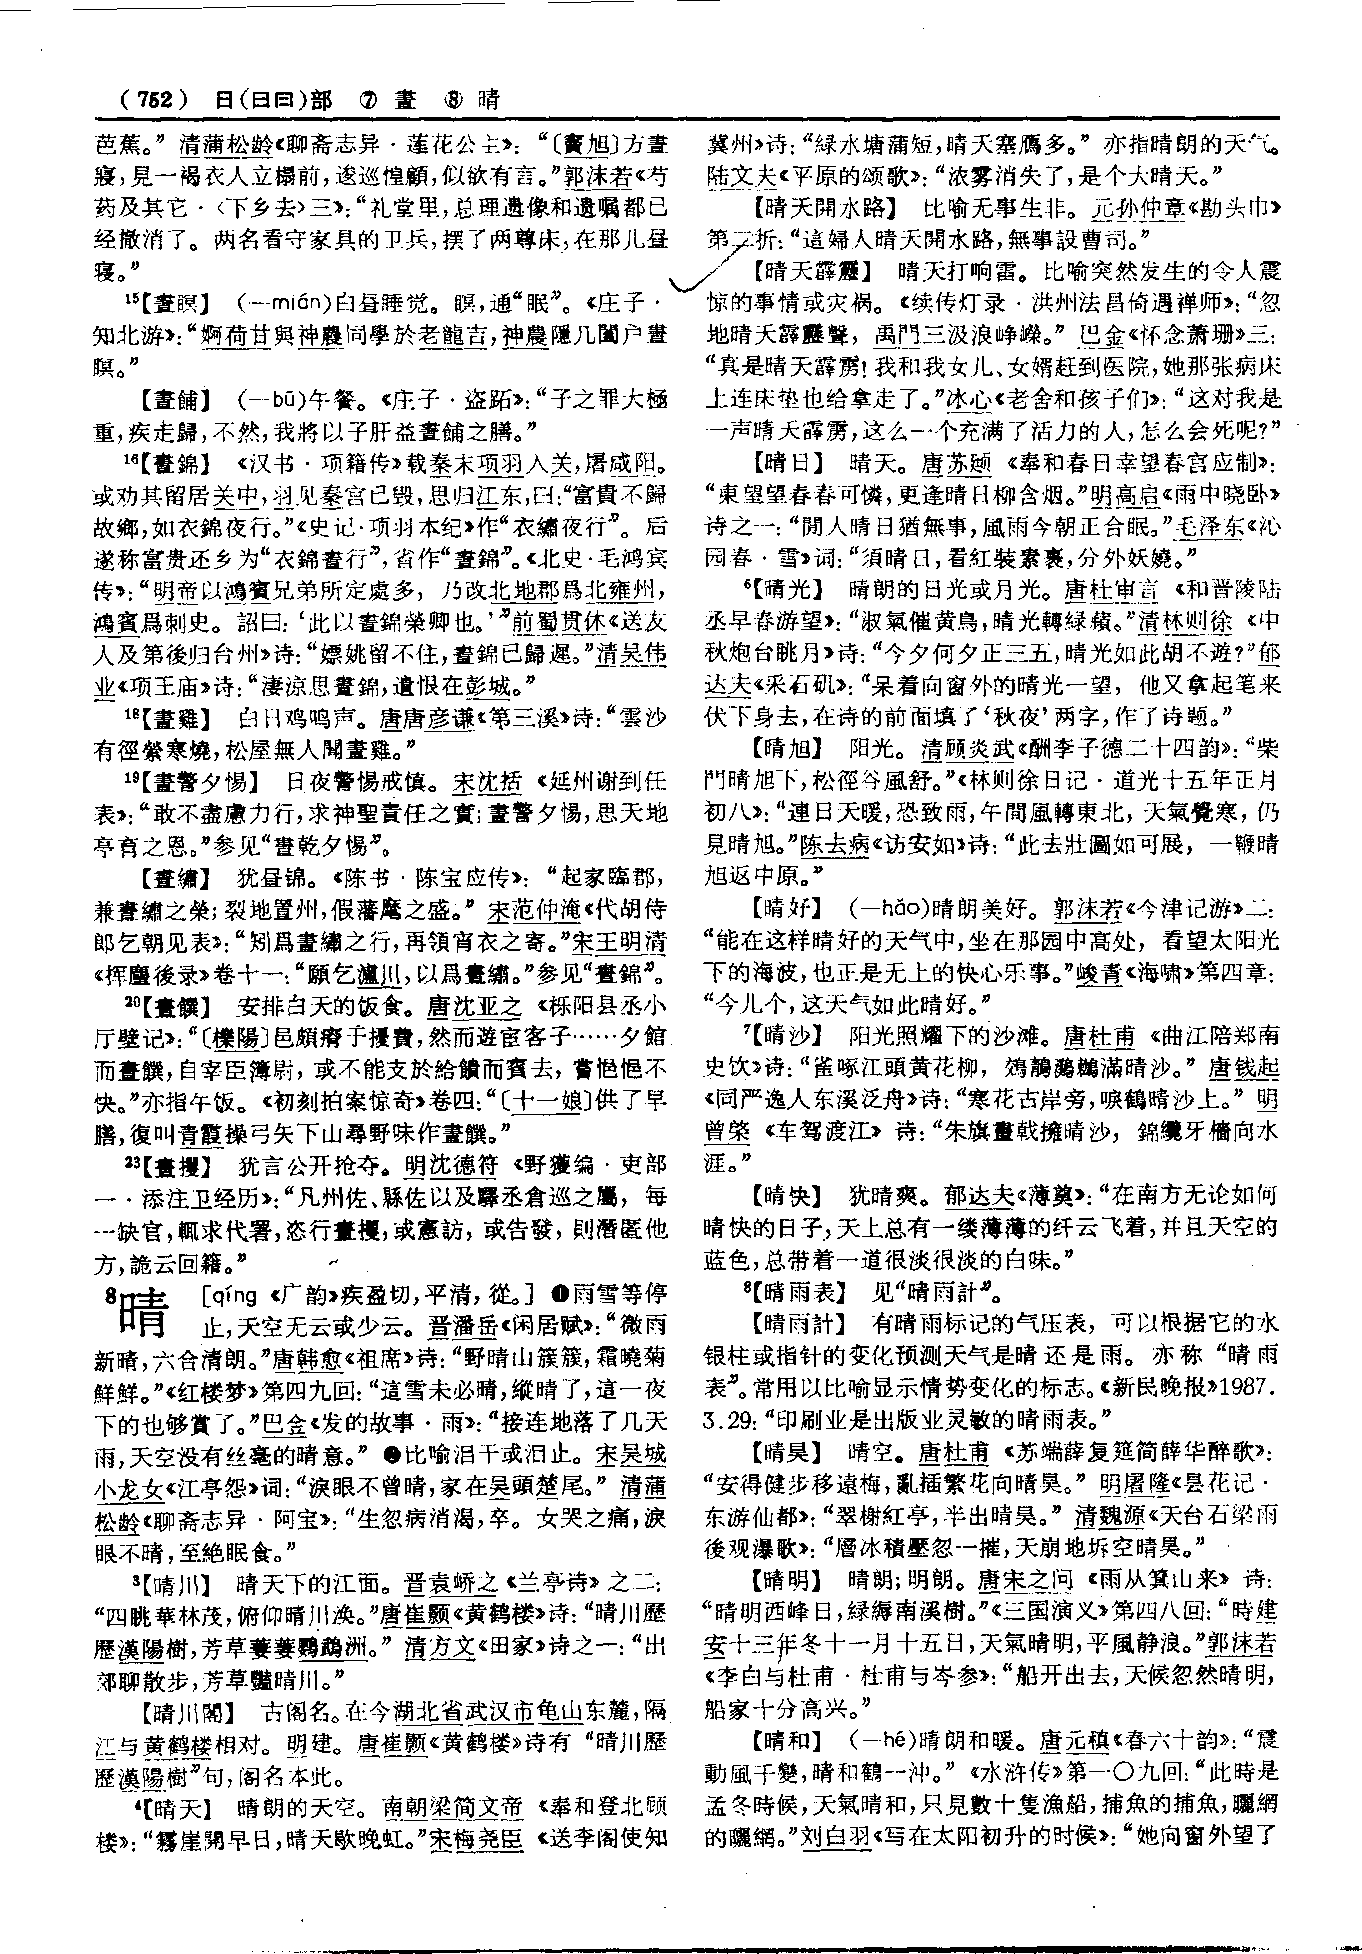 (752) 日(日曰)部 ⑦ 晝 ⑧ 晴
芭蕉。”清蒲松龄《聊斋志异·莲花公主》：“〔竇旭〕方晝
寢，見一褐衣人立榻前，逡巡惶顧，似欲有言。”郭沫若《芍
药及其它·〈下乡去〉三》：“礼堂里，总理遗像和遗嘱都已
经撤消了。两名看守家具的卫兵，摆了两尊床，在那儿昼
寝。”
¹⁵【晝瞑】 (—mián)白昼睡觉。瞑，通“眠”。《庄子·
知北游》：“婀荷甘與神農同學於老龍吉，神農隱几闔户晝
瞑。”
【晝餔】 (—bū)午餐。《庄子·盗跖》：“子之罪大極
重，疾走歸，不然，我將以子肝益晝餔之膳。”
¹⁶【晝錦】 《汉书·项籍传》载秦末项羽入关，屠咸阳。
或劝其留居关中，羽见秦宫已毁，思归江东，曰：“富貴不歸
故鄉，如衣錦夜行。”《史记·项羽本纪》作“衣繡夜行”。后
遂称富贵还乡为“衣錦晝行”，省作“晝錦”。《北史·毛鸿宾
传》：“明帝以鴻賓兄弟所定處多，乃改北地郡爲北雍州，
鴻賓爲刺史。詔曰：‘此以晝錦榮卿也。’”前蜀贯休《送友
人及第後归台州》诗：“嫖姚留不住，晝錦已歸遲。”清吴伟
业《项王庙》诗：“淒涼思晝錦，遺恨在彭城。”
¹⁸【晝雞】 白日鸡鸣声。唐唐彦谦《第三溪》诗：“雲沙
有徑縈寒燒，松屋無人聞晝雞。”
¹⁹【晝警夕惕】 日夜警惕戒慎。宋沈括《延州谢到任
表》：“敢不盡慮力行，求神聖責任之實；晝警夕惕，思天地
亭育之恩。”参见“晝乾夕惕”。
【晝繡】 犹昼锦。《陈书·陈宝应传》：“起家臨郡，
兼晝繡之榮；裂地置州，假藩麾之盛。”宋范仲淹《代胡侍
郎乞朝见表》：“矧爲晝繡之行，再領宵衣之寄。”宋王明清
《挥麈後录》卷十一：“願乞瀘川，以爲晝繡。”参见“晝錦”。
²⁰【晝饌】 安排白天的饭食。唐沈亚之《栎阳县丞小
厅壁记》：“〔櫟陽〕邑頗瘠于擾費，然而遊宦客子……夕館
而晝饌，自宰臣簿尉，或不能支於給饋而賓去，嘗悒悒不
快。”亦指午饭。《初刻拍案惊奇》卷四：“〔十一娘〕供了早
膳，復叫青霞操弓矢下山尋野味作晝饌。”
²³【晝攫】 犹言公开抢夺。明沈德符《野獲编·吏部
一·添注卫经历》：“凡州佐、縣佐以及驛丞倉巡之屬，每
一缺官，輒求代署，恣行晝攫，或憲訪，或告發，則潛匿他
方，詭云回籍。”
8晴 [qíng《广韵》疾盈切，平清，從。] ❶雨雪等停
止，天空无云或少云。晋潘岳《闲居赋》：“微雨
新晴，六合清朗。”唐韩愈《祖席》诗：“野晴山簇簇，霜曉菊
鮮鮮。”《红楼梦》第四九回：“這雪未必晴，縱晴了，這一夜
下的也够賞了。”巴金《发的故事·雨》：“接连地落了几天
雨，天空没有丝毫的晴意。”❷比喻泪干或泪止。宋吴城
小龙女《江亭怨》词：“淚眼不曾晴，家在吴頭楚尾。”清蒲
松龄《聊斋志异·阿宝》：“生忽病消渴，卒。女哭之痛，淚
眼不晴，至絶眠食。”
³【晴川】 晴天下的江面。晋袁峤之《兰亭诗》之二：
“四眺華林茂，俯仰晴川涣。”唐崔颢《黄鹤楼》诗：“晴川歷
歷漢陽樹，芳草萋萋鸚鵡洲。”清方文《田家》诗之一：“出
郊聊散步，芳草豔晴川。”
【晴川閣】 古阁名。在今湖北省武汉市龟山东麓，隔
江与黄鹤楼相对。明建。唐崔颢《黄鹤楼》诗有“晴川歷
歷漢陽樹”句，阁名本此。
⁴【晴天】 晴朗的天空。南朝梁简文帝《奉和登北顾
楼》：“霧崖開早日，晴天歇晚虹。”宋梅尧臣《送李阁使知
冀州》诗：“緑水塘蒲短，晴天塞鴈多。”亦指晴朗的天气。
陆文夫《平原的颂歌》：“浓雾消失了，是个大晴天。”
【晴天開水路】 比喻无事生非。元孙仲章《勘头巾》
第二折：“這婦人晴天開水路，無事設曹司。”
【晴天霹靂】 晴天打响雷。比喻突然发生的令人震
惊的事情或灾祸。《续传灯录·洪州法昌倚遇禅师》：“忽
地晴天霹靂聲，禹門三汲浪崢嶸。”巴金《怀念萧珊》三：
“真是晴天霹雳！我和我女儿、女婿赶到医院，她那张病床
上连床垫也给拿走了。”冰心《老舍和孩子们》：“这对我是
一声晴天霹雳，这么一个充满了活力的人，怎么会死呢？”
【晴日】 晴天。唐苏颋《奉和春日幸望春宫应制》：
“東望望春春可憐，更逢晴日柳含烟。”明高启《雨中晓卧》
诗之一：“閒人晴日猶無事，風雨今朝正合眠。”毛泽东《沁
园春·雪》词：“須晴日，看紅裝素裹，分外妖嬈。”
⁶【晴光】 晴朗的日光或月光。唐杜审言《和晋陵陆
丞早春游望》：“淑氣催黄鳥，晴光轉緑蘋。”清林则徐《中
秋炮台眺月》诗：“今夕何夕正三五，晴光如此胡不遊？”郁
达夫《采石矶》：“呆着向窗外的晴光一望，他又拿起笔来
伏下身去，在诗的前面填了‘秋夜’两字，作了诗题。”
【晴旭】 阳光。清顾炎武《酬李子德二十四韵》：“柴
門晴旭下，松徑谷風舒。”《林则徐日记·道光十五年正月
初八》：“連日天暖，恐致雨，午間風轉東北，天氣覺寒，仍
見晴旭。”陈去病《访安如》诗：“此去壯圖如可展，一鞭晴
旭返中原。”
【晴好】 (—hǎo)晴朗美好。郭沫若《今津记游》二：
“能在这样晴好的天气中，坐在那园中高处，看望太阳光
下的海波，也正是无上的快心乐事。”峻青《海啸》第四章：
“今儿个，这天气如此晴好。”
⁷【晴沙】 阳光照耀下的沙滩。唐杜甫《曲江陪郑南
史饮》诗：“雀啄江頭黄花柳，鵁鶄鸂鶒滿晴沙。”唐钱起
《同严逸人东溪泛舟》诗：“寒花古岸旁，唳鶴晴沙上。”明
曾棨《车驾渡江》诗：“朱旗畫戟擁晴沙，錦纜牙檣向水
涯。”
【晴快】 犹晴爽。郁达夫《薄奠》：“在南方无论如何
晴快的日子，天上总有一缕薄薄的纤云飞着，并且天空的
蓝色，总带着一道很淡很淡的白味。”
⁸【晴雨表】 见“晴雨計”。
【晴雨計】 有晴雨标记的气压表，可以根据它的水
银柱或指针的变化预测天气是晴还是雨。亦称“晴雨
表”。常用以比喻显示情势变化的标志。《新民晚报》1987.
3.29：“印刷业是出版业灵敏的晴雨表。”
【晴昊】 晴空。唐杜甫《苏端薛复筵简薛华醉歌》：
“安得健步移遠梅，亂插繁花向晴昊。”明屠隆《昙花记·
东游仙都》：“翠榭紅亭，半出晴昊。”清魏源《天台石梁雨
後观瀑歌》：“層冰積壓忽一摧，天崩地坼空晴昊。”
【晴明】 晴朗；明朗。唐宋之问《雨从箕山来》诗：
“晴明西峰日，緑縟南溪樹。”《三国演义》第四八回：“時建
安十三年冬十一月十五日，天氣晴明，平風静浪。”郭沫若
《李白与杜甫·杜甫与岑参》：“船开出去，天候忽然晴明，
船家十分高兴。”
【晴和】 (—hé)晴朗和暖。唐元稹《春六十韵》：“震
動風千變，晴和鶴一沖。”《水浒传》第一〇九回：“此時是
孟冬時候，天氣晴和，只見數十隻漁船，捕魚的捕魚，曬網
的曬網。”刘白羽《写在太阳初升的时候》：“她向窗外望了